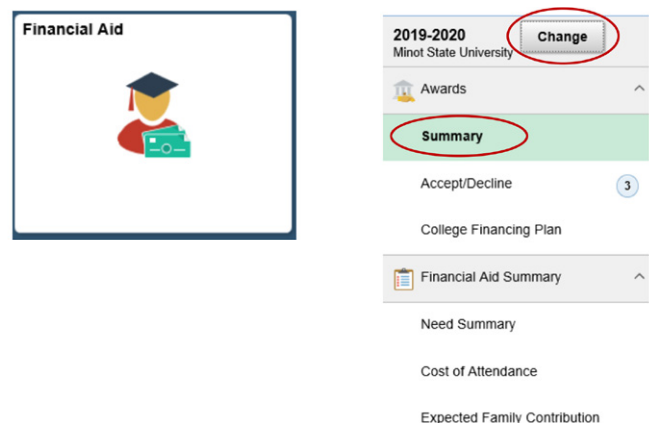 Financial Aid
2019-2020
Minot State University
Change
Awards
Summary
Accept/Decline
3
College Financing Plan
Financial Aid Summary
Need Summary
Cost of Attendance
Expected Family Contribution